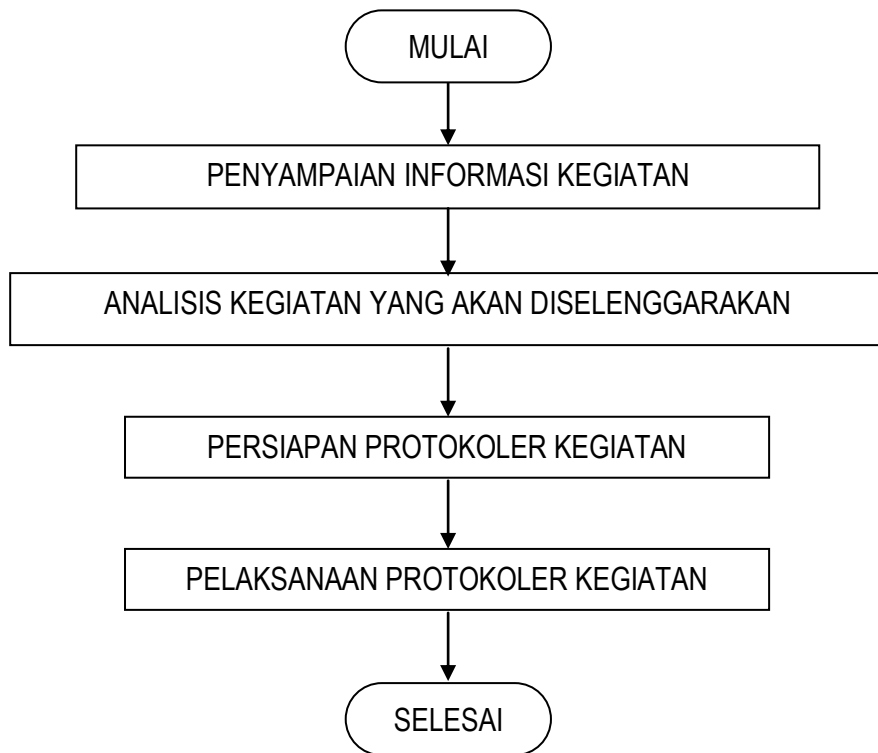 MULAI
PENYAMPAIAN INFORMASI KEGIATAN
ANALISIS KEGIATAN YANG AKAN DISELENGGARAKAN
PERSIAPAN PROTOKOLER KEGIATAN
PELAKSANAAN PROTOKOLER KEGIATAN
SELESAI